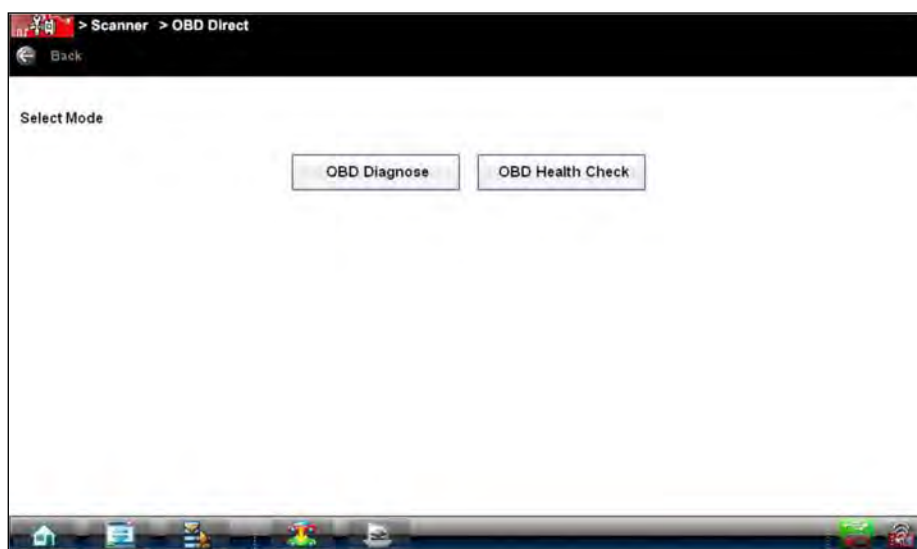 > Scanner > OBD Direct
Back
Select Mode
OBD Diagnose
OBD Health Check